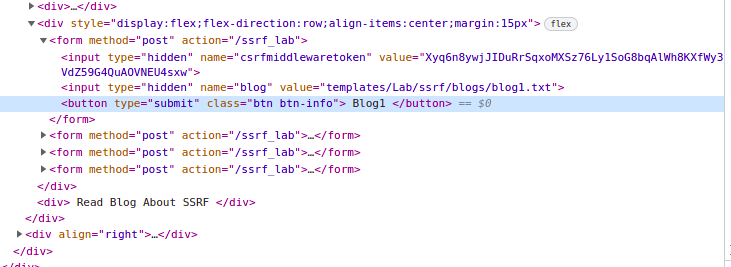 <div>…</div>
<div style="display:flex;flex-direction:row;align-items:center;margin:15px"> flex
<form method="post" action="/ssrf_lab">
<input type="hidden" name="csrfmiddlewaretoken" value="Xyq6n8ywjJIDuRrSqxoMXSz76Ly1SoG8bqAlWh8KXfWy3
VdZ59G4QuAOVNEU4sxw">
<input type="hidden" name="blog" value="templates/Lab/ssrf/blogs/blog1.txt">
<button type="submit" class="btn btn-info"> Blog1 </button> == $0
</form>
<form method="post" action="/ssrf_lab">…</form>
<form method="post" action="/ssrf_lab">…</form>
<form method="post" action="/ssrf_lab">…</form>
</div>
<div> Read Blog About SSRF </div>
</div>
<div align="right">…</div>
</div>
</div>